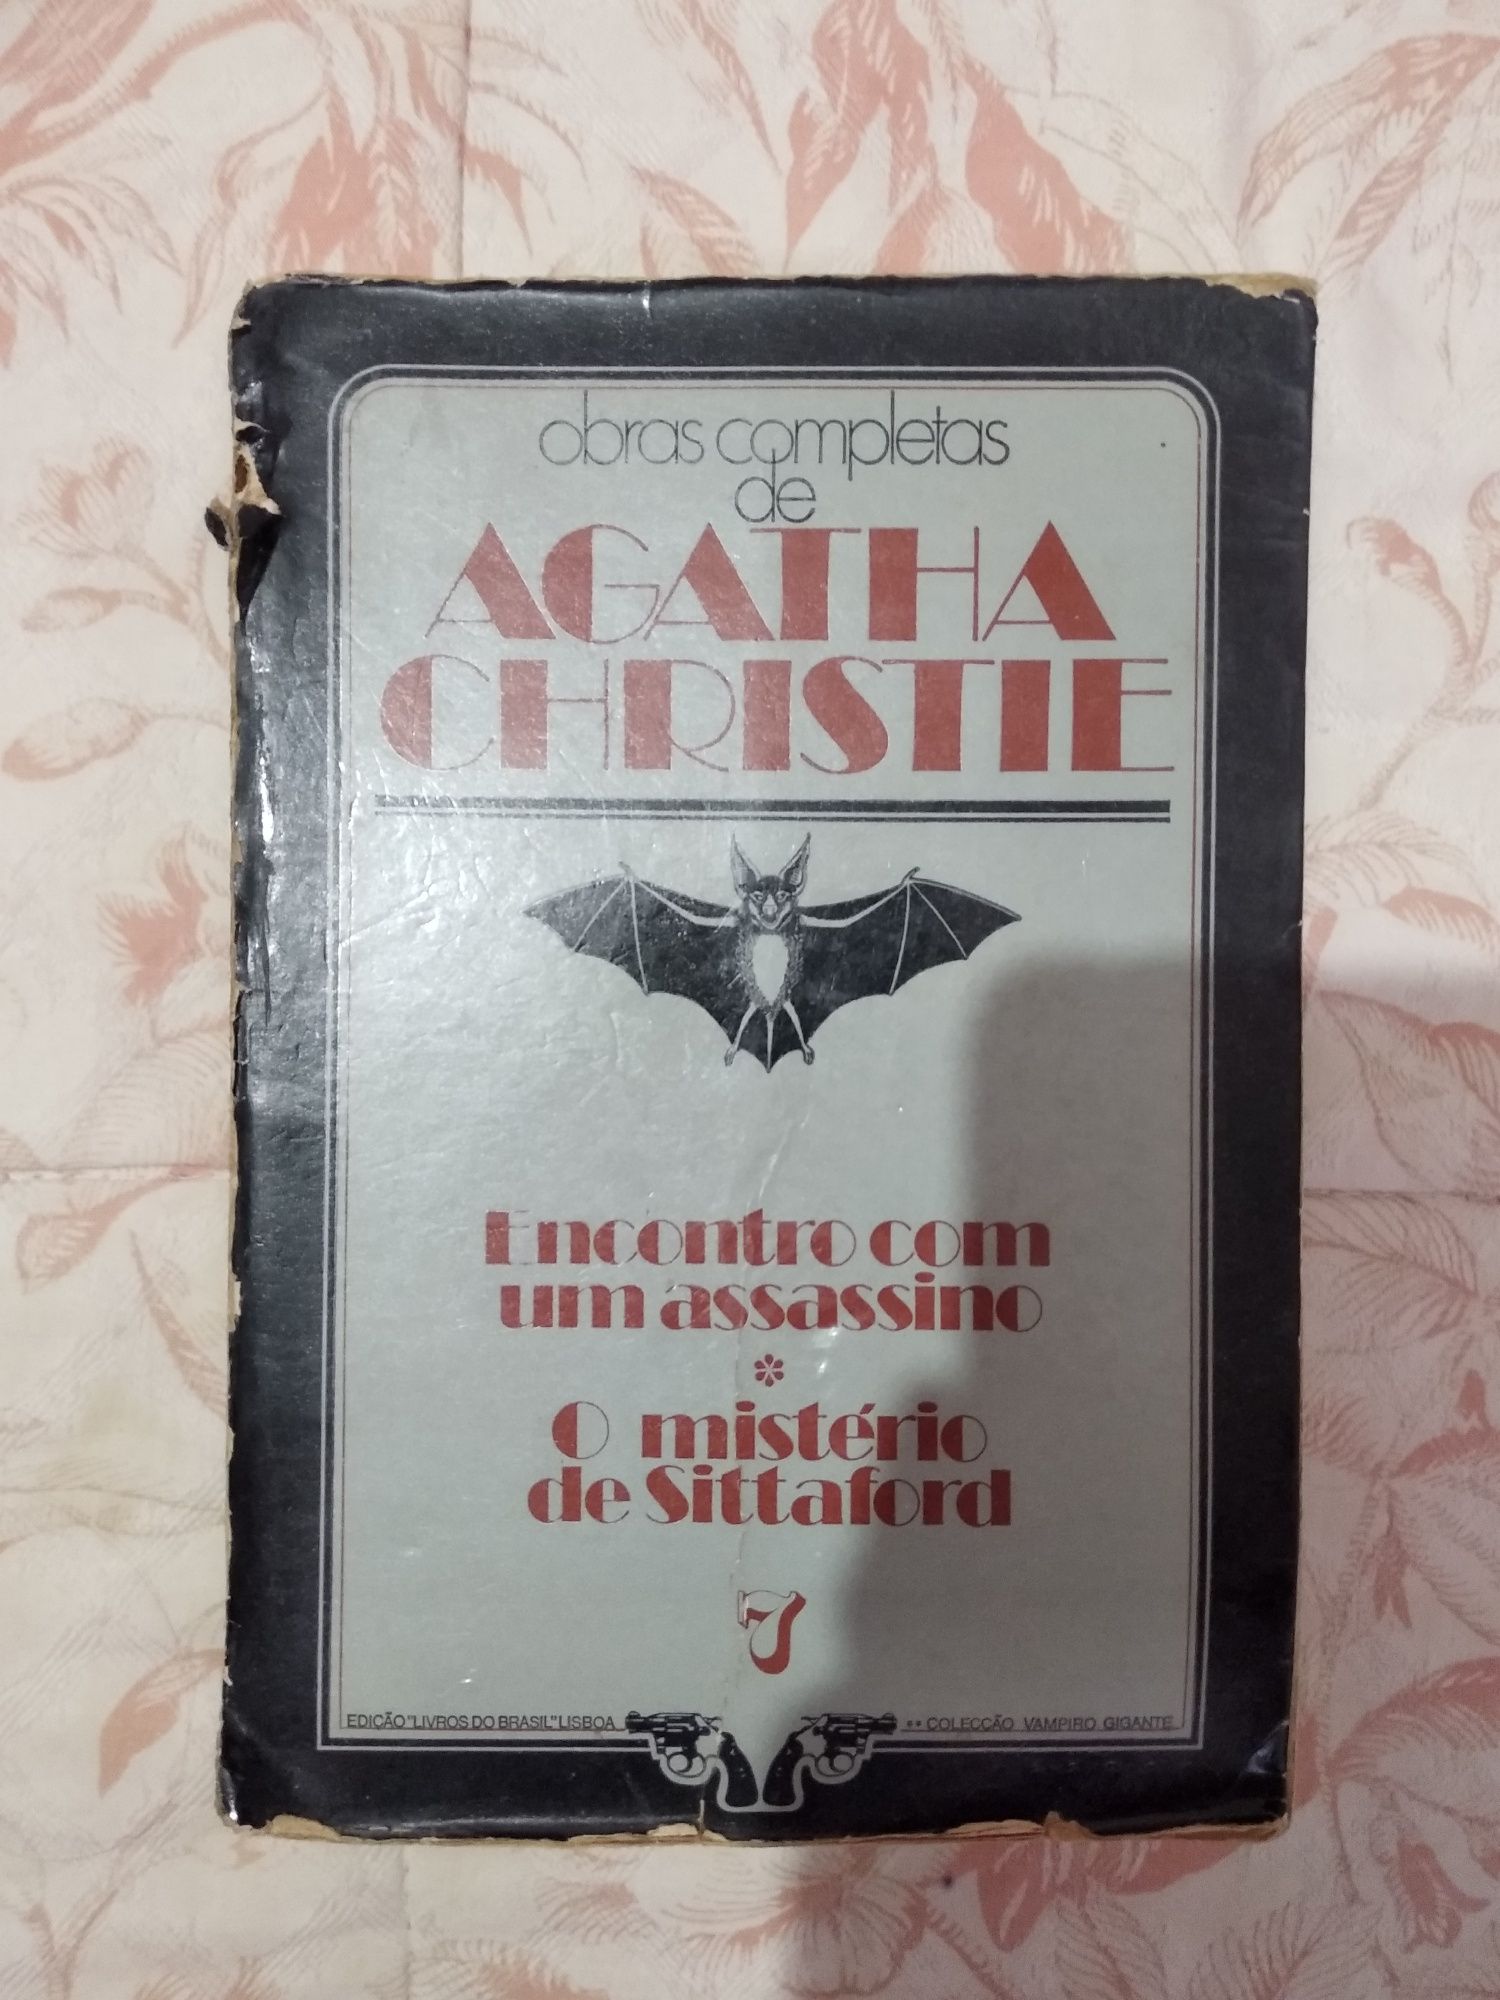 obras completas
de
AGATHA
CHRISTIE
Encontro com
um assassino
*
O mistério
de Sittaford
7
EDIÇÃO "LIVROS DO BRASIL" LISBOA
** COLECÇÃO VAMPIRO GIGANTE